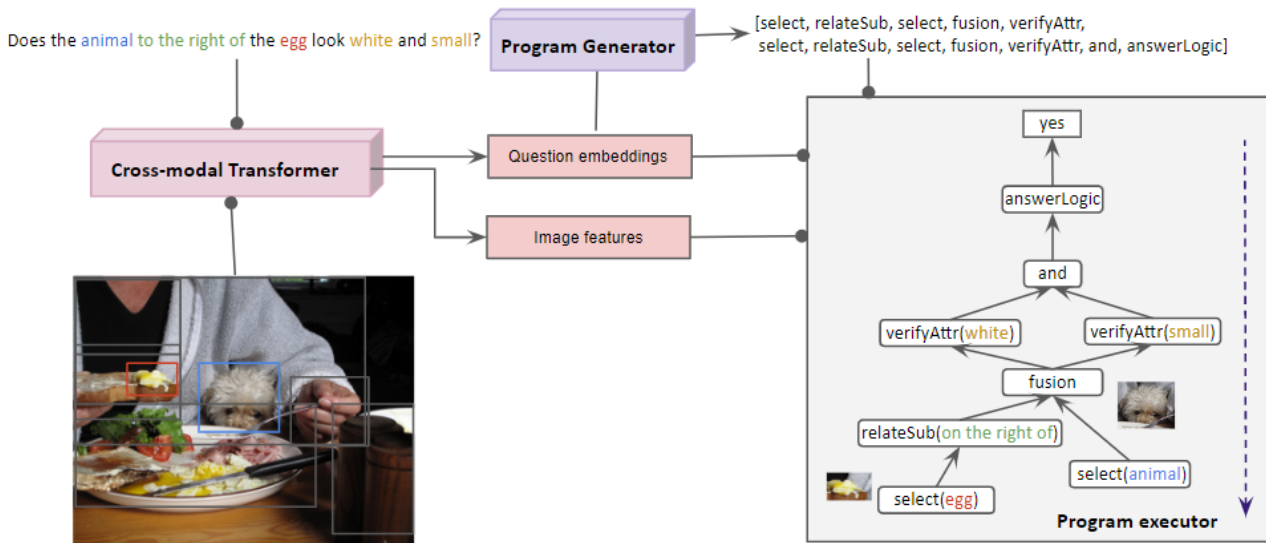 Does the animal to the right of the egg look white and small?
Program Generator
[select, relateSub, select, fusion, verifyAttr,
select, relateSub, select, fusion, verifyAttr, and, answerLogic]
Cross-modal Transformer
Question embeddings
Image features
yes
answerLogic
and
verifyAttr(white)
verifyAttr(small)
fusion
relateSub(on the right of)
select(animal)
select(egg)
Program executor